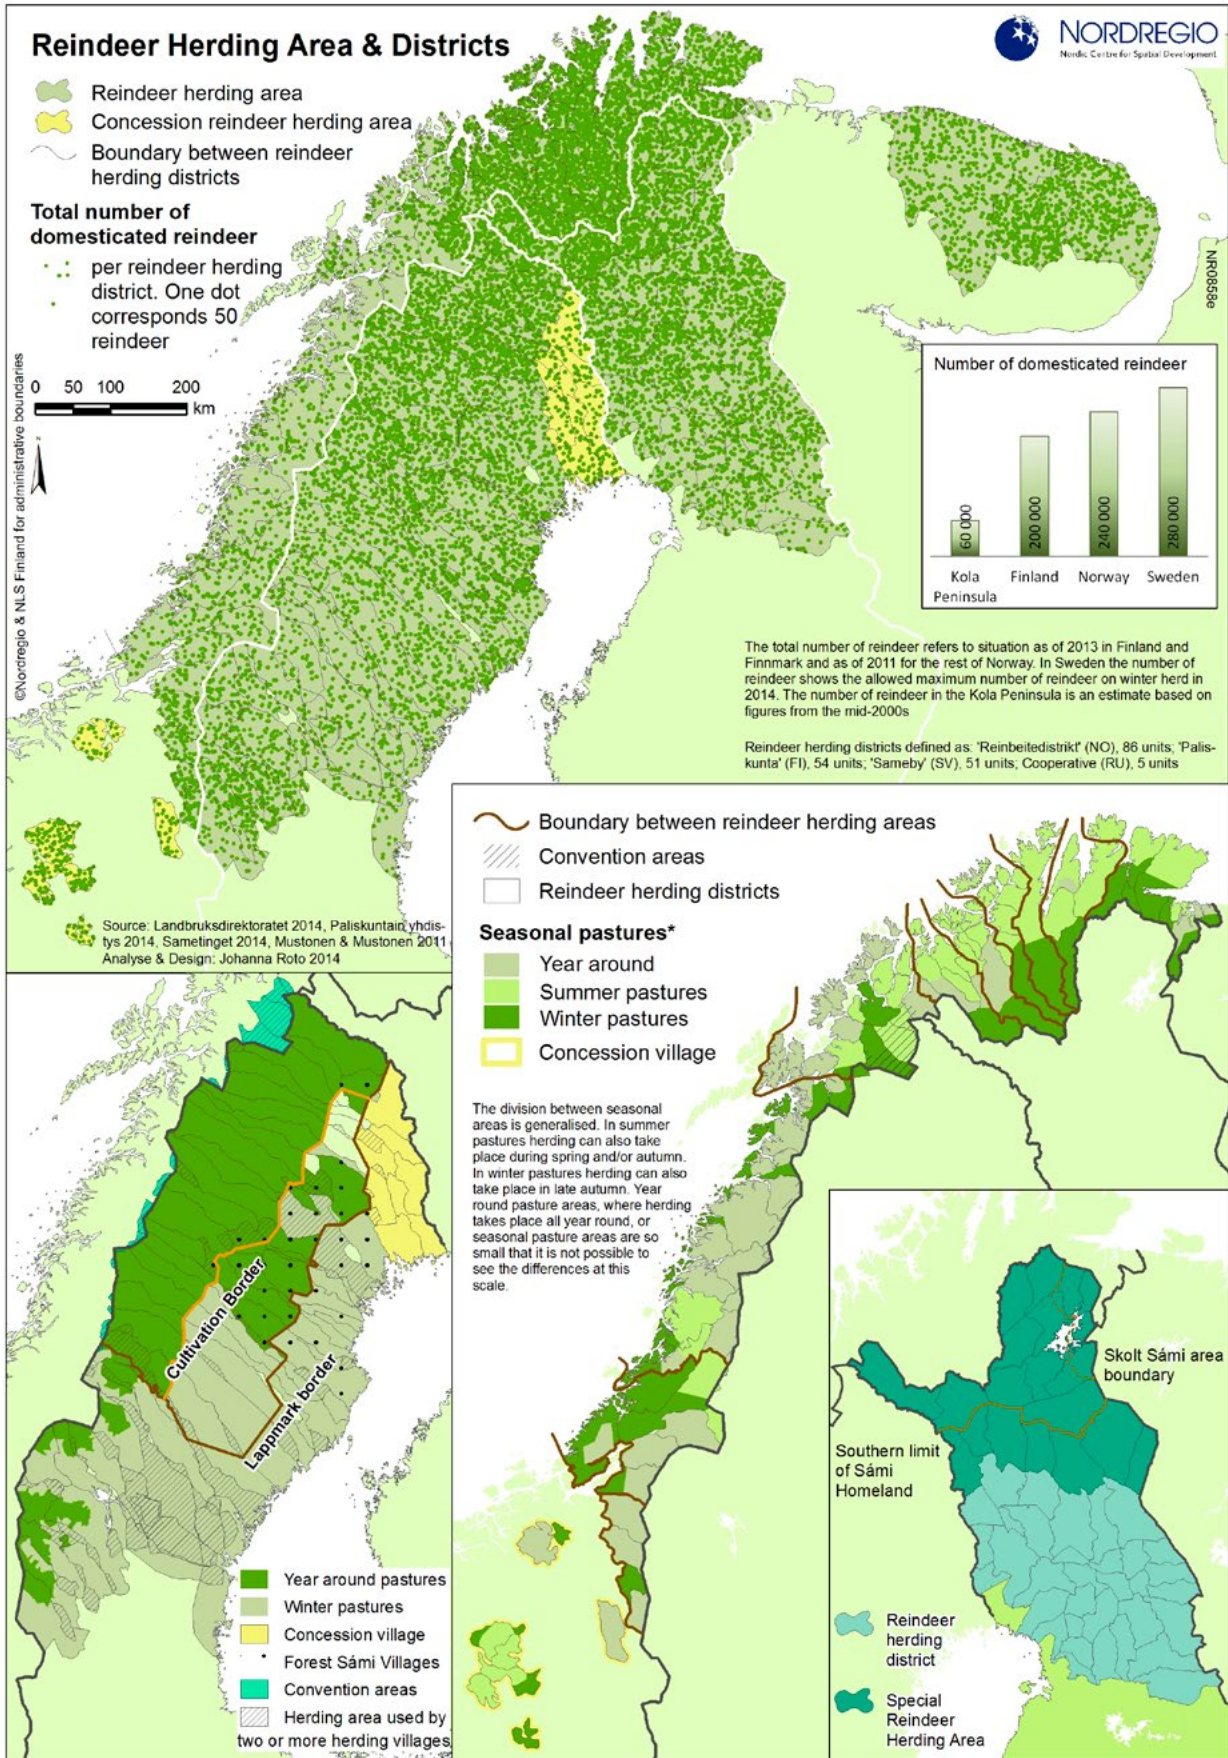 Reindeer Herding Area & Districts
Reindeer herding area
Concession reindeer herding area
Boundary between reindeer
herding districts
Total number of
domesticated reindeer
per reindeer herding
district. One dot
corresponds 50
reindeer
0 50 100 200
km
N
©Nordregio & NLS Finland for administrative boundaries
NORDREGIO
Nordic Centre for Spatial Development
NR0858e
Number of domesticated reindeer
60 000
200 000
240 000
280 000
Kola
Peninsula
Finland
Norway
Sweden
The total number of reindeer refers to situation as of 2013 in Finland and
Finnmark and as of 2011 for the rest of Norway. In Sweden the number of
reindeer shows the allowed maximum number of reindeer on winter herd in
2014. The number of reindeer in the Kola Peninsula is an estimate based on
figures from the mid-2000s
Reindeer herding districts defined as: 'Reinbeitedistrikt' (NO), 86 units; 'Palis-
kunta' (FI), 54 units; 'Sameby' (SV), 51 units; Cooperative (RU), 5 units
Source: Landbruksdirektoratet 2014, Paliskuntain yhdis-
tys 2014, Sametinget 2014, Mustonen & Mustonen 2011
Analyse & Design: Johanna Roto 2014
Cultivation Border
Lappmark border
Year around pastures
Winter pastures
Concession village
Forest Sámi Villages
Convention areas
Herding area used by
two or more herding villages
Boundary between reindeer herding areas
Convention areas
Reindeer herding districts
Seasonal pastures*
Year around
Summer pastures
Winter pastures
Concession village
The division between seasonal
areas is generalised. In summer
pastures herding can also take
place during spring and/or autumn.
In winter pastures herding can also
take place in late autumn. Year
round pasture areas, where herding
takes place all year round, or
seasonal pasture areas are so
small that it is not possible to
see the differences at this
scale.
Skolt Sámi area
boundary
Southern limit
of Sámi
Homeland
Reindeer
herding
district
Special
Reindeer
Herding Area